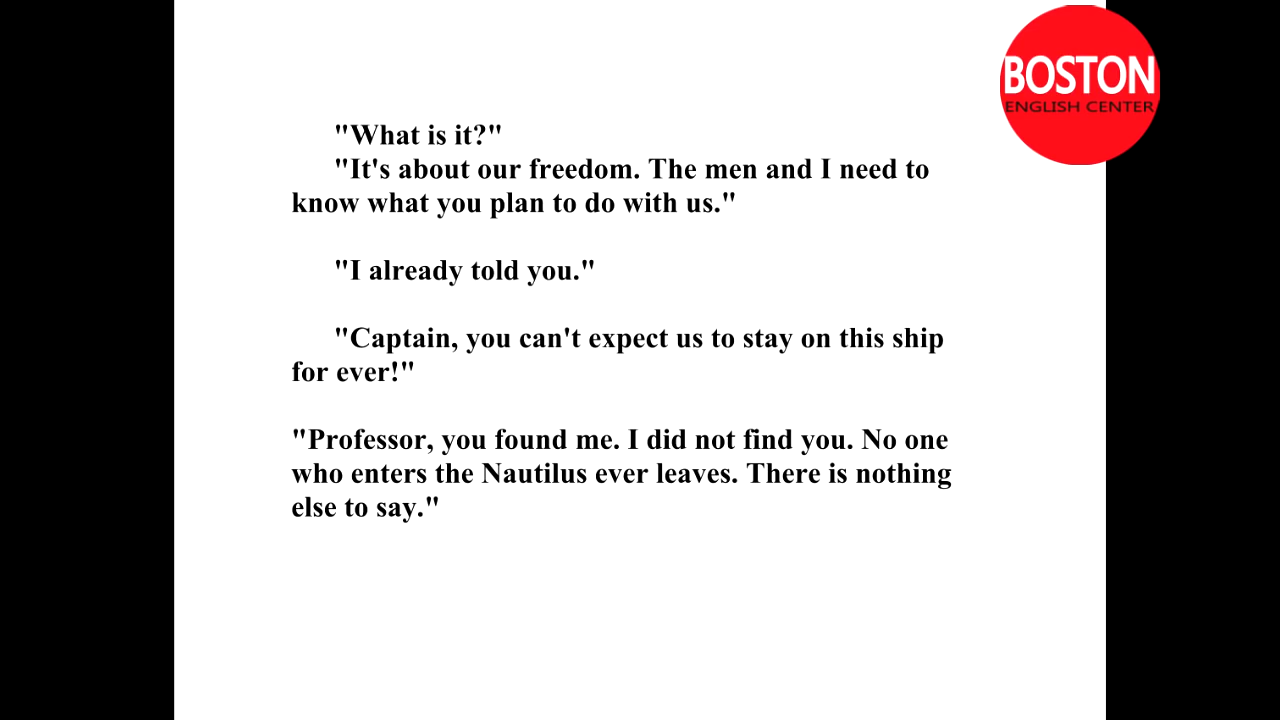 BOSTON
ENGLISH CENTER
"What is it?"
"It's about our freedom. The men and I need to
know what you plan to do with us."
"I already told you."
"Captain, you can't expect us to stay on this ship
for ever!"
"Professor, you found me. I did not find you. No one
who enters the Nautilus ever leaves. There is nothing
else to say."